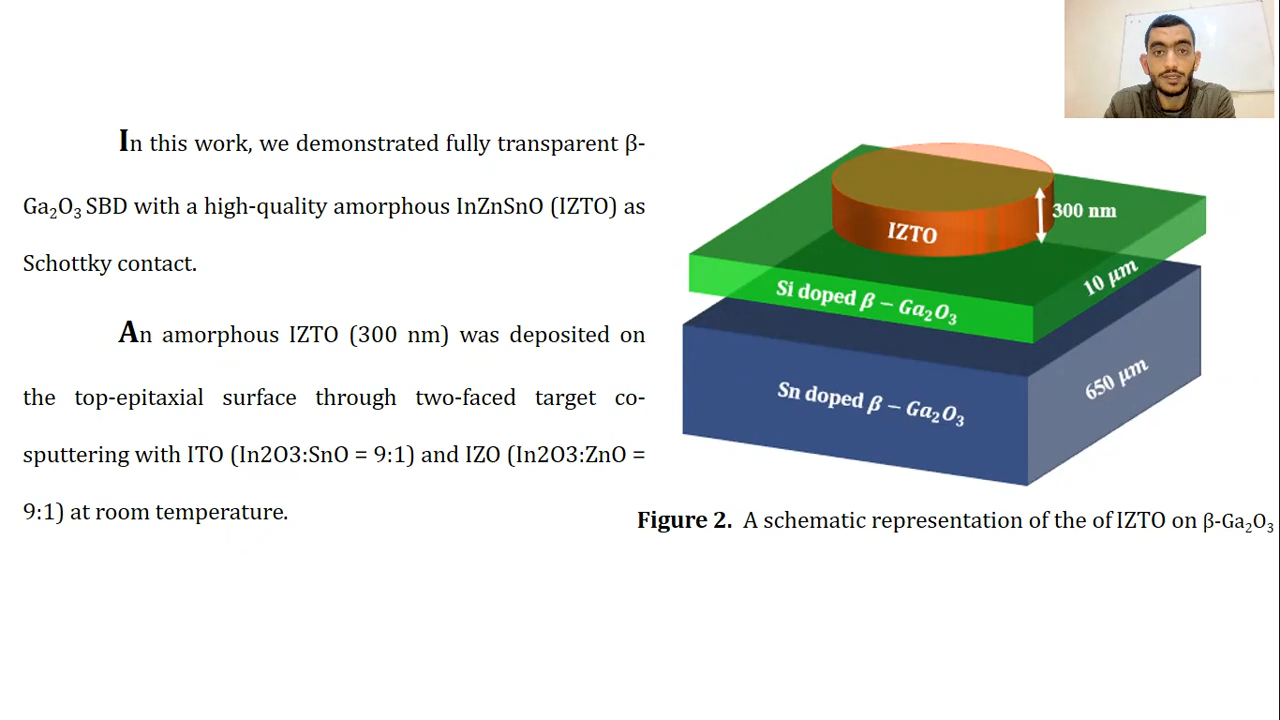 In this work, we demonstrated fully transparent β-
Ga₂O₃ SBD with a high-quality amorphous InZnSnO (IZTO) as
Schottky contact.
An amorphous IZTO (300 nm) was deposited on
the top-epitaxial surface through two-faced target co-
sputtering with ITO (In2O3:SnO = 9:1) and IZO (In2O3:ZnO =
9:1) at room temperature.
300 nm
IZTO
10 μm
Si doped β − Ga₂O₃
650 μm
Sn doped β − Ga₂O₃
Figure 2. A schematic representation of the of IZTO on β-Ga₂O₃